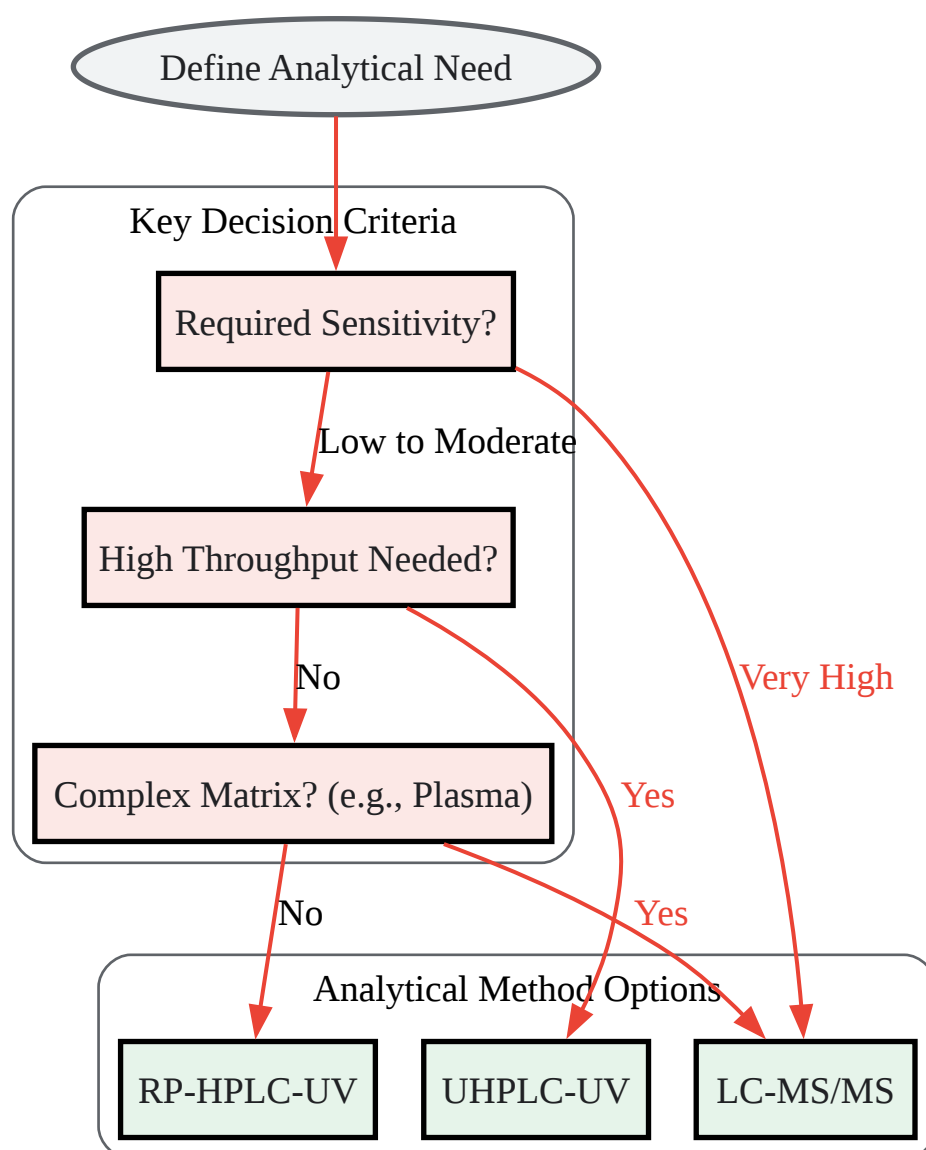 Define Analytical Need
Key Decision Criteria
Required Sensitivity?
Low to Moderate
High Throughput Needed?
No
Very High
Complex Matrix? (e.g., Plasma)
Yes
No
Yes
Analytical Method Options
RP-HPLC-UV
UHPLC-UV
LC-MS/MS